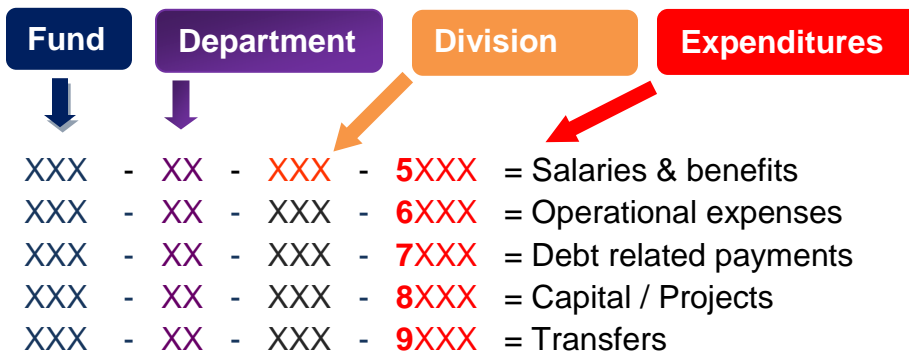 Fund Department Division Expenditures
XXX - XX - XXX - 5XXX = Salaries & benefits
XXX - XX - XXX - 6XXX = Operational expenses
XXX - XX - XXX - 7XXX = Debt related payments
XXX - XX - XXX - 8XXX = Capital / Projects
XXX - XX - XXX - 9XXX = Transfers